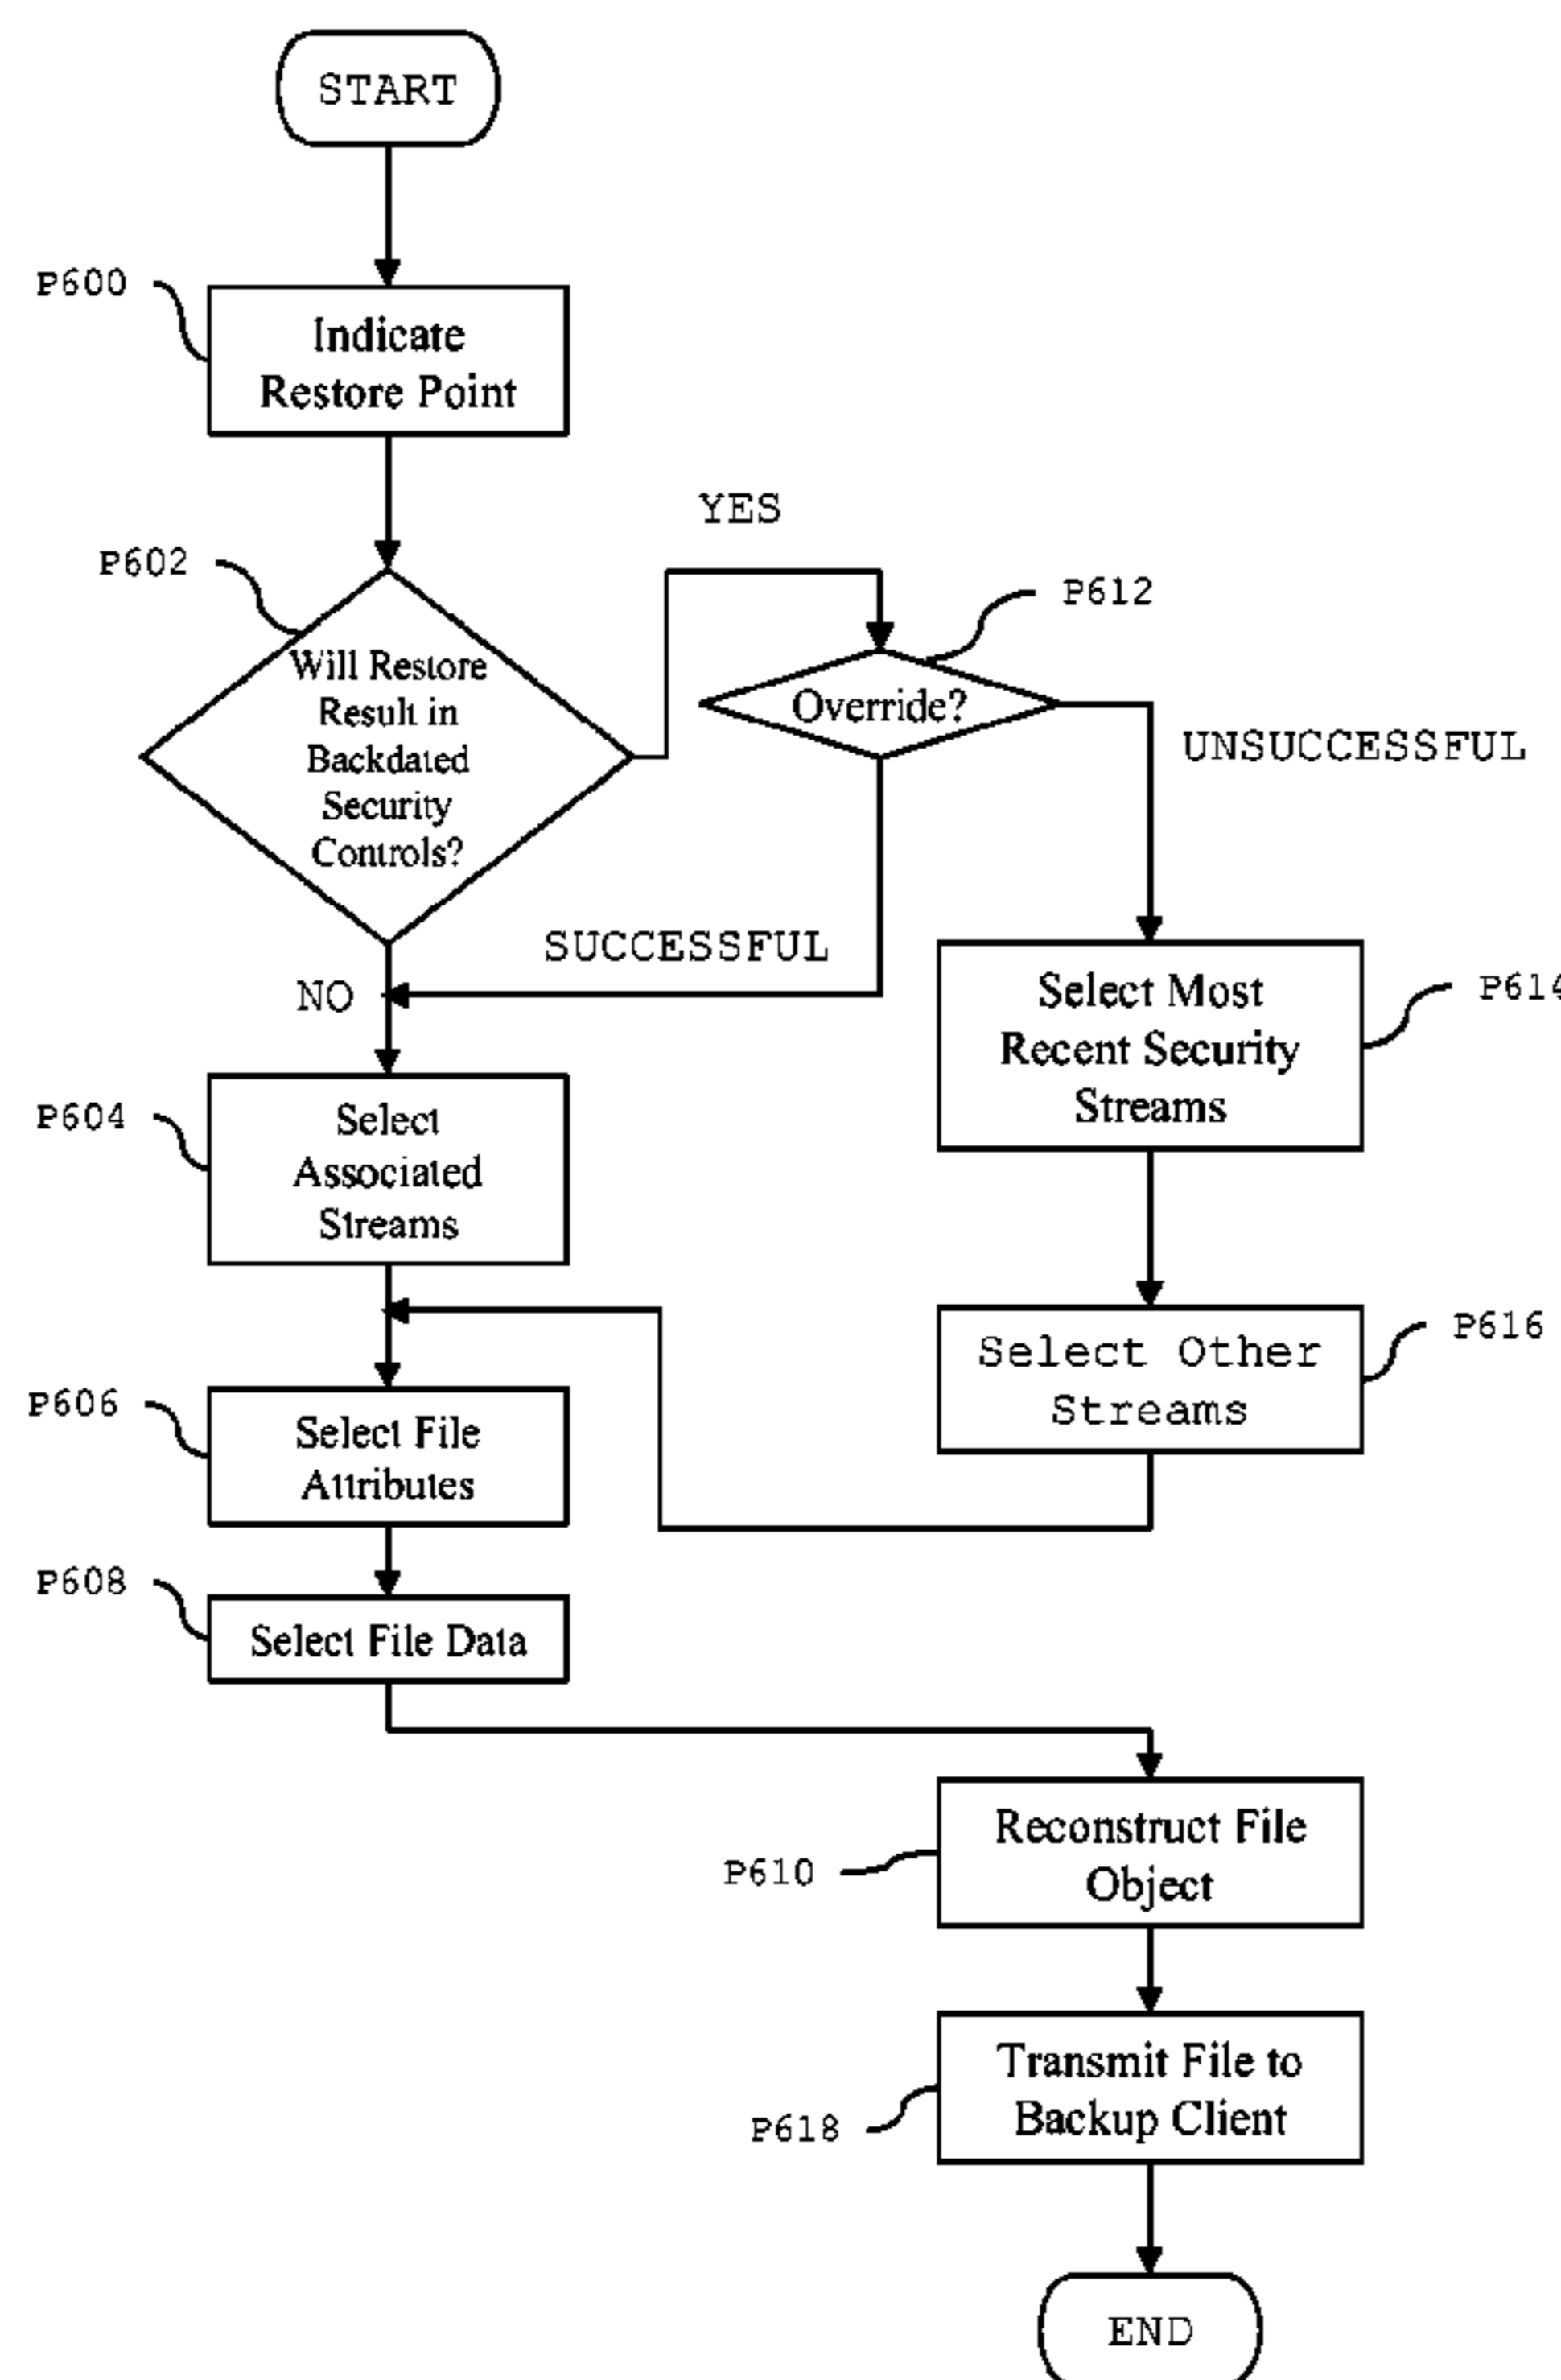 START
P600
Indicate
Restore Point
YES
P602
P612
Will Restore
Result in
Backdated
Security
Controls?
Override?
UNSUCCESSFUL
SUCCESSFUL
NO
Select Most
Recent Security
Streams
P614
P604
Select
Associated
Streams
P616
Select Other
Streams
P606
Select File
Attributes
P608
Select File Data
Reconstruct File
Object
P610
Transmit File to
Backup Client
P618
END